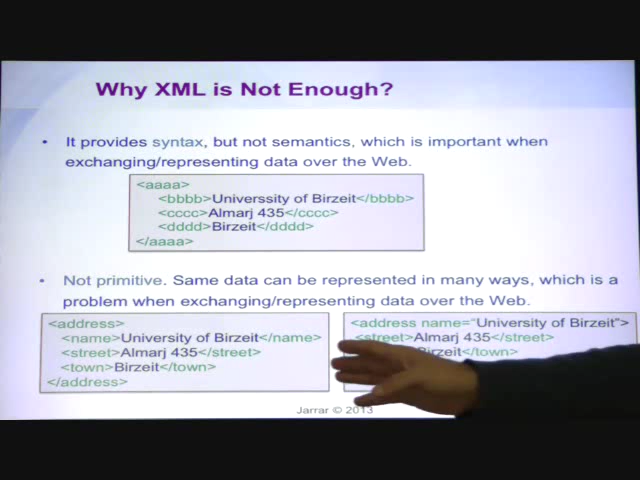 Why XML is Not Enough?
• It provides syntax, but not semantics, which is important when
exchanging/representing data over the Web.
<aaaa>
<bbbb>Universsity of Birzeit</bbbb>
<cccc>Almarj 435</cccc>
<dddd>Birzeit</dddd>
</aaaa>
• Not primitive. Same data can be represented in many ways, which is a
problem when exchanging/representing data over the Web.
<address>
<name>University of Birzeit</name>
<street>Almarj 435</street>
<town>Birzeit</town>
</address>
<address name="University of Birzeit">
<street>Almarj 435</street>
Birzeit</town>
Jarrar © 2013